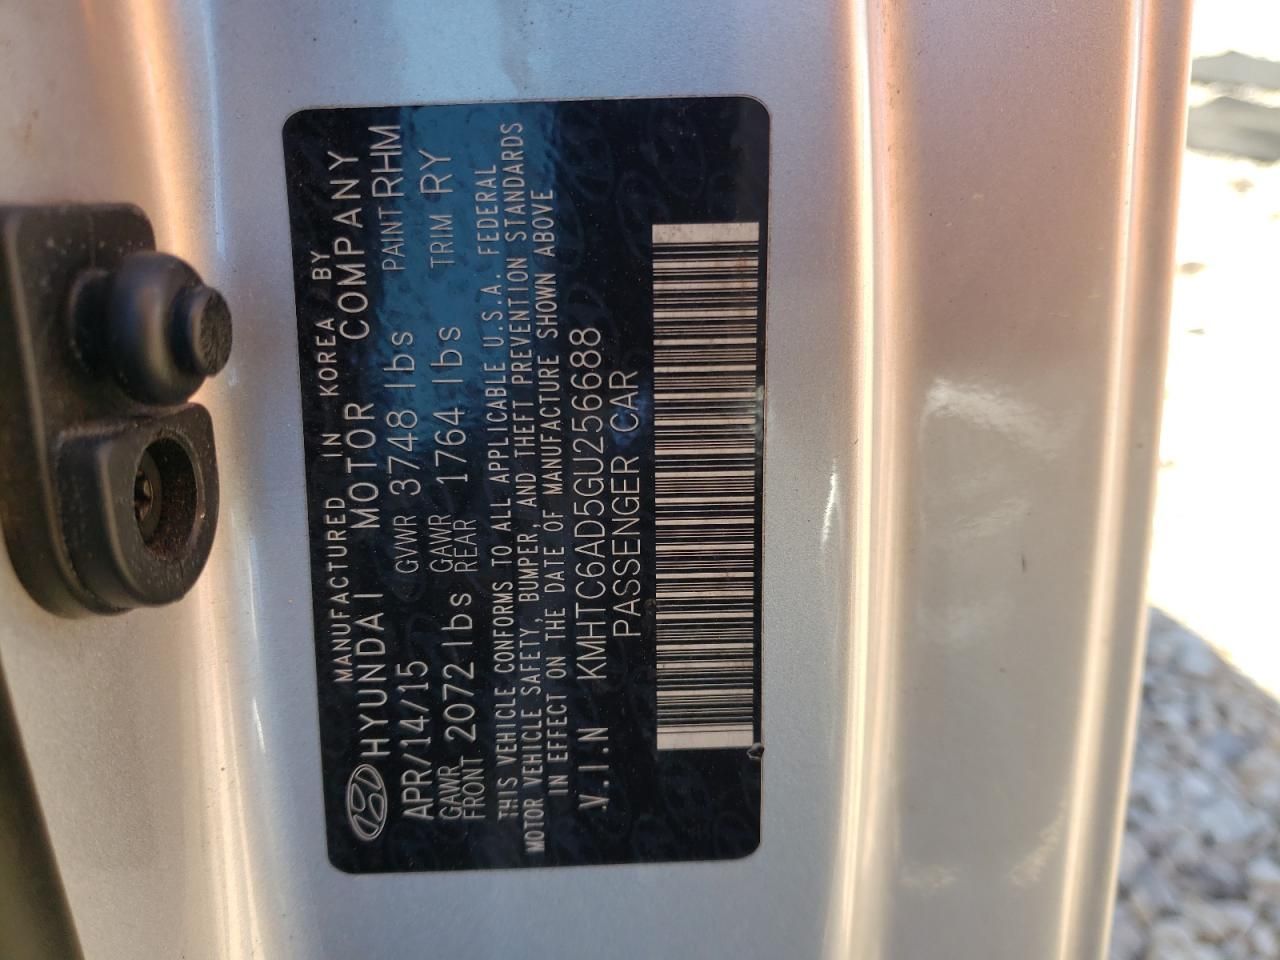 MANUFACTURED IN KOREA BY
HYUNDAI MOTOR COMPANY
APR/14/15 GVWR 3748 lbs PAINT RHM
GAWR FRONT 2072 lbs GAWR REAR 1764 lbs TRIM RY
THIS VEHICLE CONFORMS TO ALL APPLICABLE U.S.A. FEDERAL
MOTOR VEHICLE SAFETY, BUMPER, AND THEFT PREVENTION STANDARDS
IN EFFECT ON THE DATE OF MANUFACTURE SHOWN ABOVE
V.I.N KMHTC6AD5GU256688
PASSENGER CAR